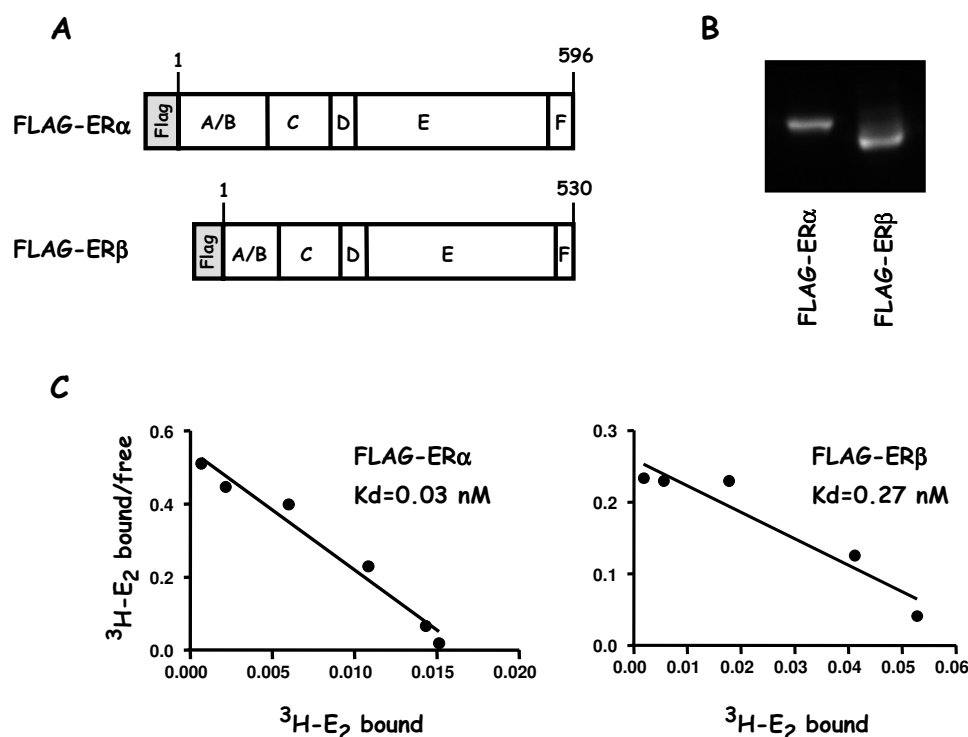 A
1
596
FLAG-ERα
Flag
A/B
C
D
E
F
1
530
FLAG-ERβ
Flag
A/B
C
D
E
F
B
FLAG-ERα
FLAG-ERβ
C
³H-E₂ bound/free
0.6
0.4
0.2
0.0
0.000
0.005
0.010
0.015
0.020
FLAG-ERα
Kd=0.03 nM
³H-E₂ bound
0.3
0.2
0.1
0.0
0.00
0.01
0.02
0.03
0.04
0.05
0.06
FLAG-ERβ
Kd=0.27 nM
³H-E₂ bound